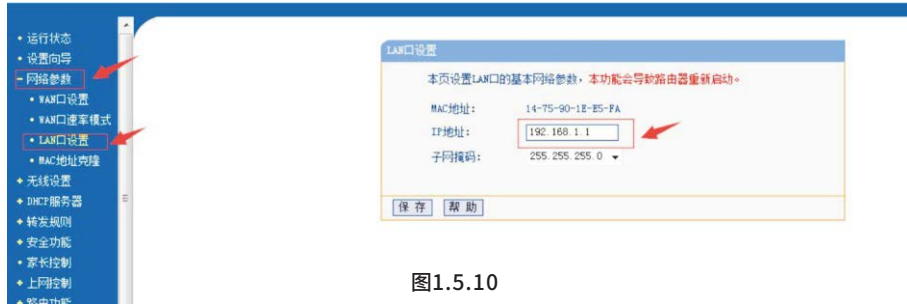 运行状态
设置向导
网络参数
WAN口设置
WAN口速率模式
LAN口设置
MAC地址克隆
无线设置
DHCP服务器
转发规则
安全功能
家长控制
上网控制
路由功能
LAN口设置
本页设置LAN口的基本网络参数，本功能会导致路由器重新启动。
MAC地址： 14-75-90-1E-E5-FA
IP地址： 192.168.1.1
子网掩码： 255.255.255.0
保存 帮助
图1.5.10